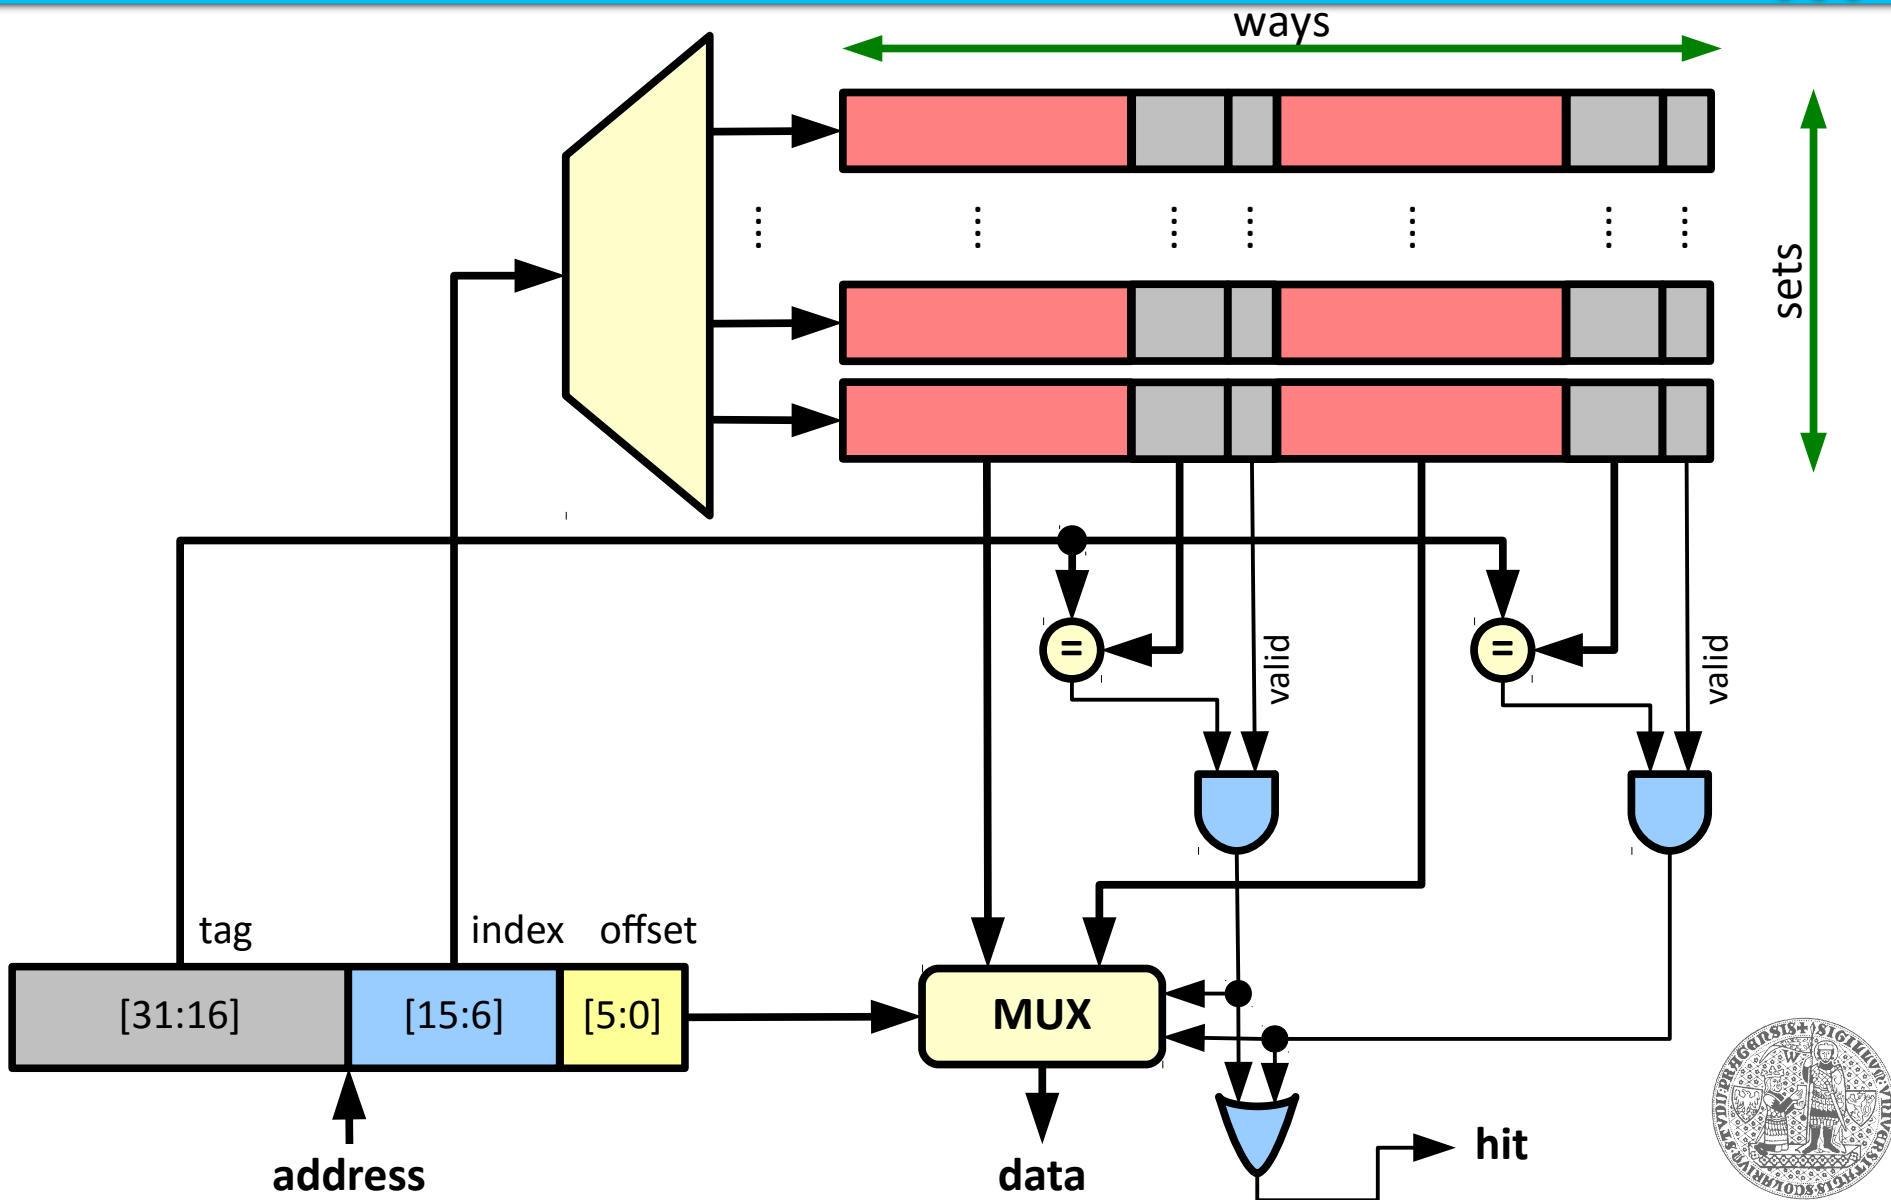 ways
sets
=
=
valid
valid
tag
index
offset
[31:16]
[15:6]
[5:0]
MUX
address
data
hit